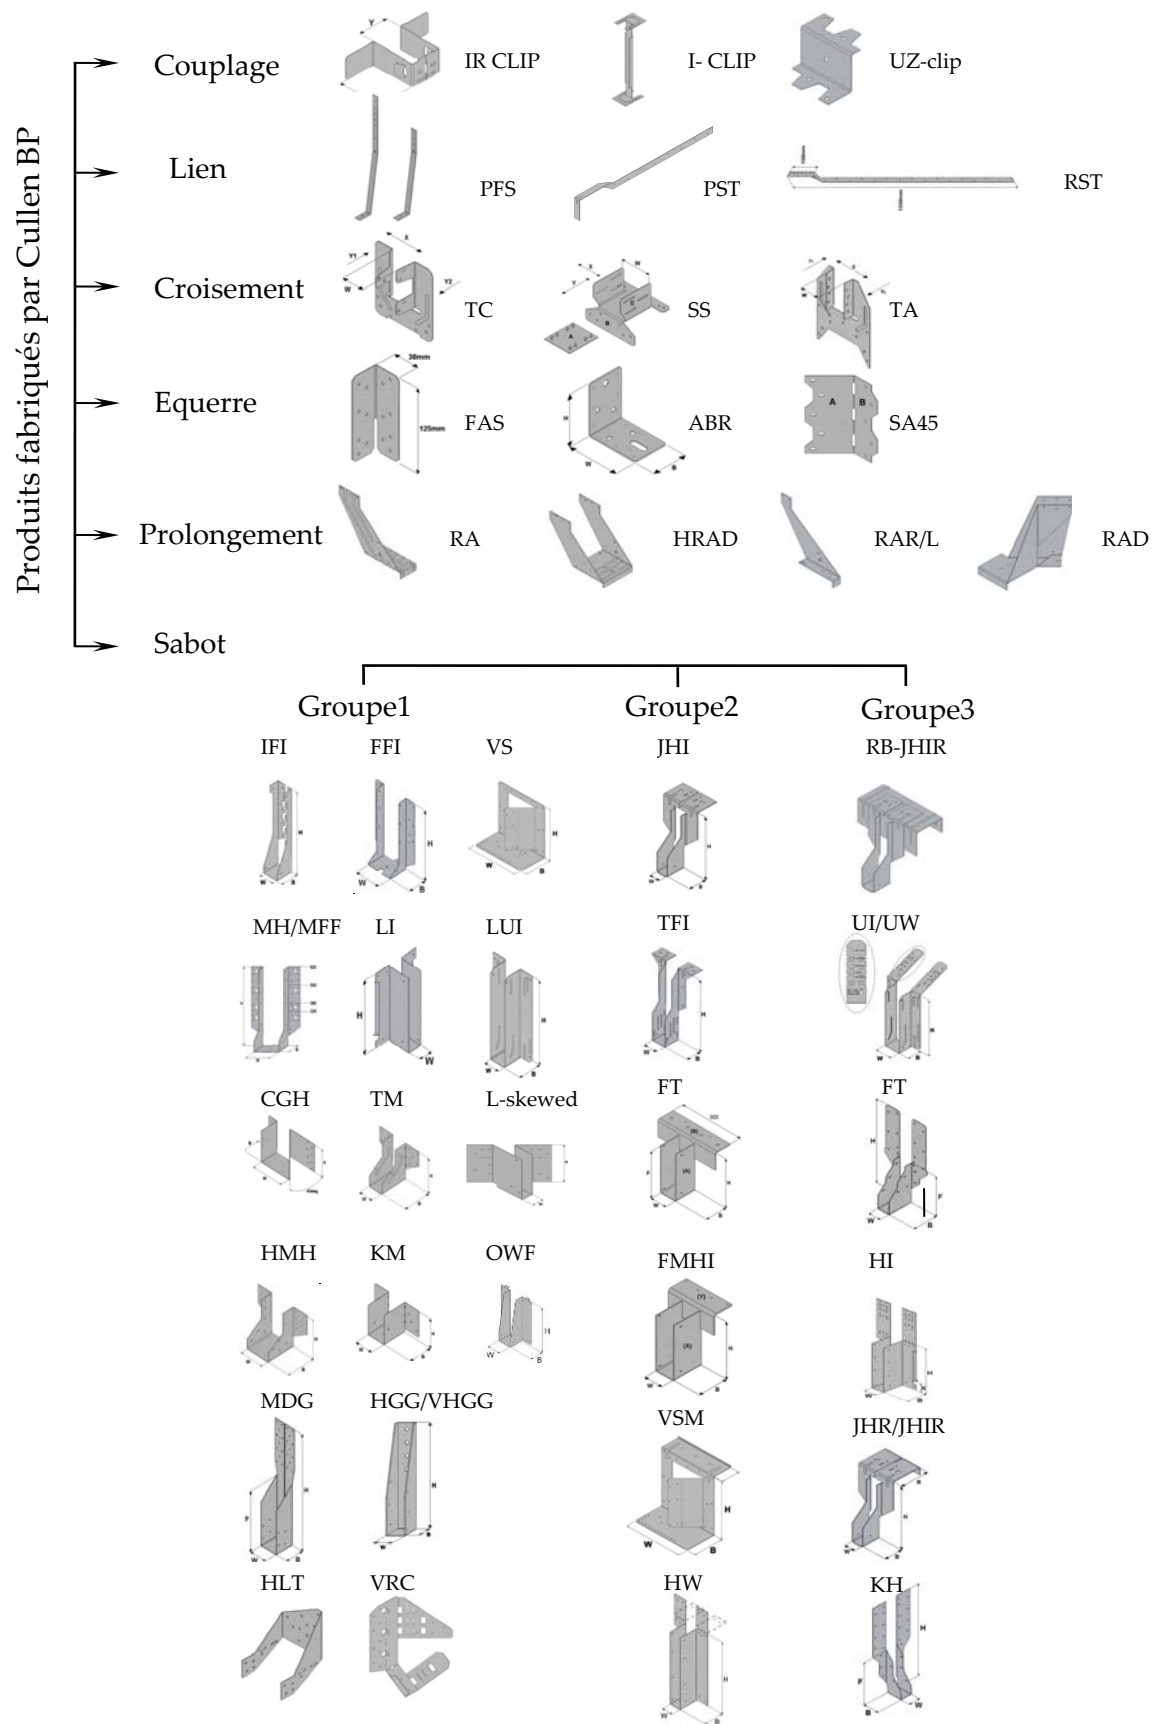 Produits fabriqués par Cullen BP
Couplage
IR CLIP
I- CLIP
UZ-clip
Y
Lien
PFS
PST
RST
Croisement
TC
SS
TA
X
Y1
W
Y2
X
W
Y
A
B
C
X
Equerre
FAS
ABR
SA45
38mm
125mm
H
W
B
A
B
Prolongement
RA
HRAD
RAR/L
RAD
Sabot
Groupe1
Groupe2
Groupe3
IFI
FFI
VS
JHI
RB-JHIR
H
W
B
H
W
B
H
W
B
H
W
B
MH/MFF
LI
LUI
TFI
UI/UW
H
W
H
W
B
H
W
B
H
W
B
CGH
TM
L-skewed
FT
FT
300
(B)
(A)
F
H
W
B
H
F
W
B
HMH
KM
OWF
FMHI
HI
H
W
B
(Y)
(X)
H
W
B
MDG
HGG/VHGG
VSM
JHR/JHIR
F
H
W
B
H
W
B
H
W
B
H
W
B
HLT
VRC
HW
KH
H
W
B
H
F
B
W